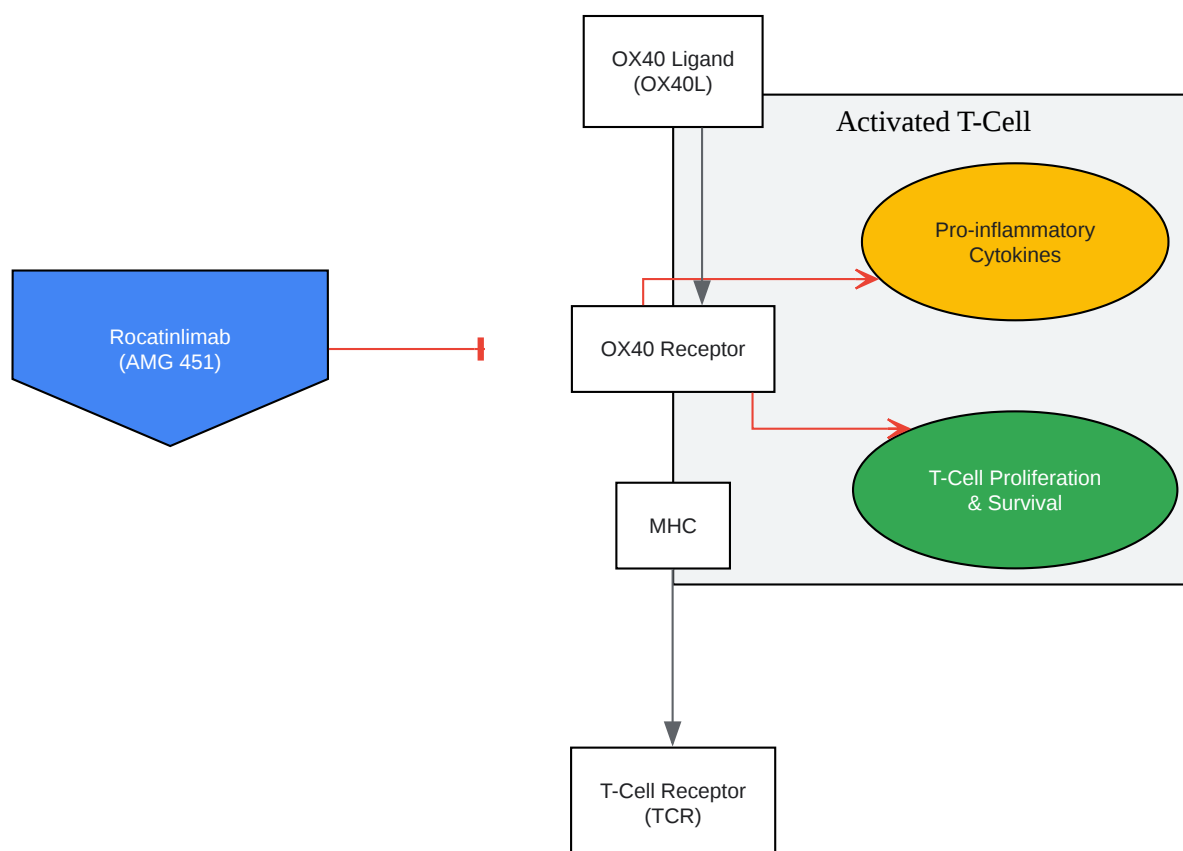 OX40 Ligand
(OX40L)
Activated T-Cell
Pro-inflammatory
Cytokines
Rocatinlimab
(AMG 451)
OX40 Receptor
T-Cell Proliferation
& Survival
MHC
T-Cell Receptor
(TCR)